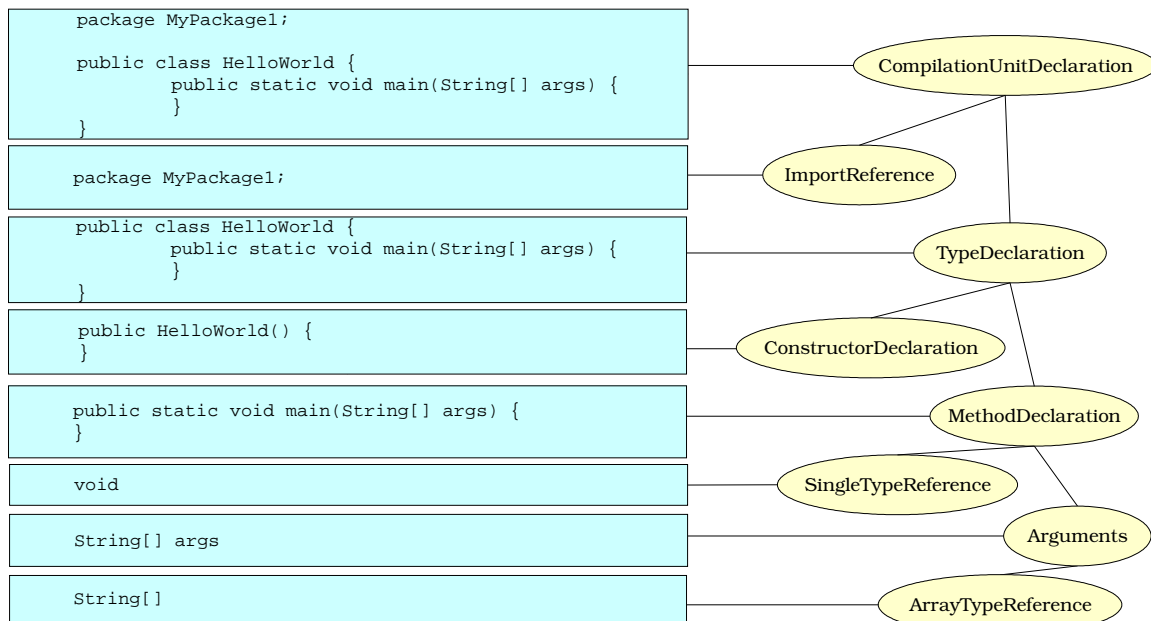 package MyPackage1;
public class HelloWorld {
public static void main(String[] args) {
}
}
CompilationUnitDeclaration
package MyPackage1;
ImportReference
public class HelloWorld {
public static void main(String[] args) {
}
}
TypeDeclaration
public HelloWorld() {
}
ConstructorDeclaration
public static void main(String[] args) {
}
MethodDeclaration
void
SingleTypeReference
String[] args
Arguments
String[]
ArrayTypeReference